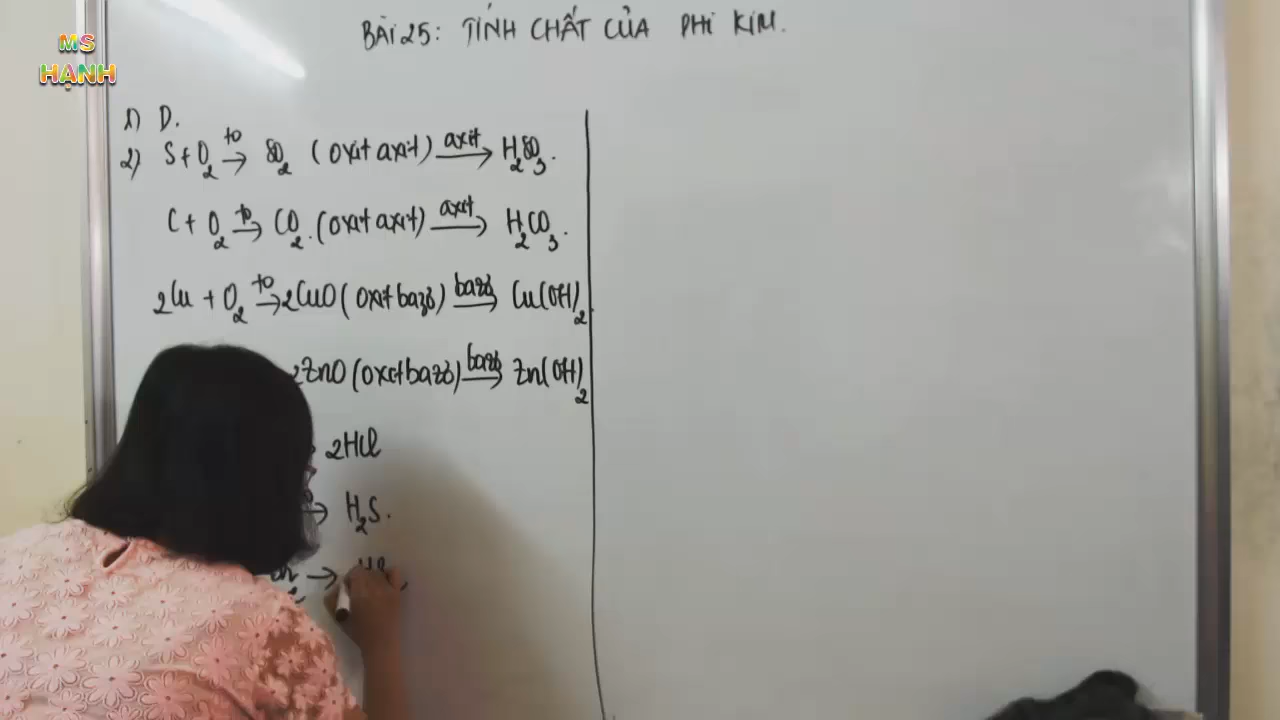 MS
HẠNH
BÀI 25: TÍNH CHẤT CỦA PHI KIM.
1) D.
2) S + O₂ →(to) SO₂ (oxit axit) →(axit) H₂SO₃.
C + O₂ →(to) CO₂. (oxit axit) →(axit) H₂CO₃.
2Cu + O₂ →(to) 2CuO (oxit bazơ) →(bazơ) Cu(OH)₂
2ZnO (oxit bazơ) →(bazơ) Zn(OH)₂
2HCl
→ H₂S.
→